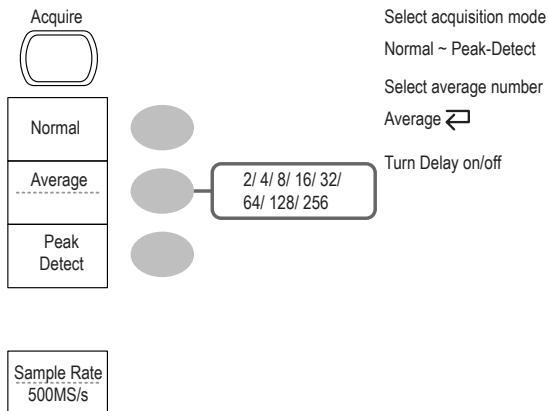 Acquire
Normal
Average
2/ 4/ 8/ 16/ 32/
64/ 128/ 256
Peak
Detect
Sample Rate
500MS/s
Select acquisition mode
Normal ~ Peak-Detect
Select average number
Average
Turn Delay on/off